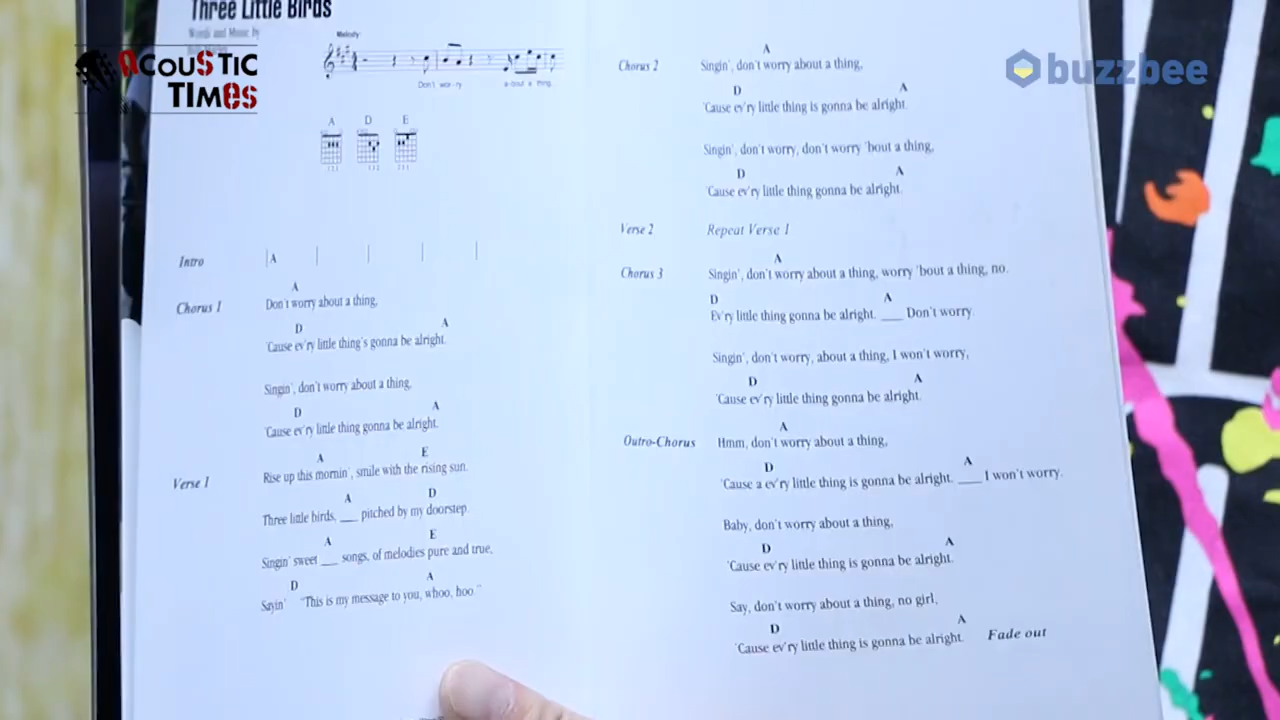 Three Little Birds
Words and Music by
ACOUSTIC
TIMES
buzzbee
Melody:
Don't wor-ry a-bout a thing.
A D E
Intro A
A
Chorus 1 Don't worry about a thing,
D A
'Cause ev'ry little thing's gonna be alright.
Singin', don't worry about a thing,
D A
'Cause ev'ry little thing gonna be alright.
A E
Verse 1 Rise up this mornin', smile with the rising sun.
A D
Three little birds, ___ pitched by my doorstep.
A E
Singin' sweet ___ songs, of melodies pure and true,
D A
Sayin' "This is my message to you, whoo, hoo."
A
Chorus 2 Singin', don't worry about a thing,
D A
'Cause ev'ry little thing is gonna be alright.
Singin', don't worry, don't worry 'bout a thing,
D A
'Cause ev'ry little thing gonna be alright.
Verse 2 Repeat Verse 1
A
Chorus 3 Singin', don't worry about a thing, worry 'bout a thing, no.
D A
Ev'ry little thing gonna be alright. ___ Don't worry.
Singin', don't worry, about a thing, I won't worry,
D A
'Cause ev'ry little thing gonna be alright.
A
Outro-Chorus Hmm, don't worry about a thing,
D A
'Cause a ev'ry little thing is gonna be alright. ___ I won't worry.
Baby, don't worry about a thing,
D A
'Cause ev'ry little thing is gonna be alright.
Say, don't worry about a thing, no girl,
D A
'Cause ev'ry little thing is gonna be alright. Fade out